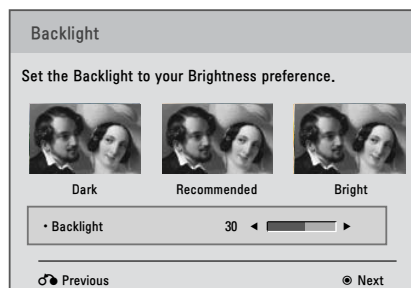 Backlight
Set the Backlight to your Brightness preference.
Dark Recommended Bright
• Backlight 30 ◄ ►
Previous ◉ Next